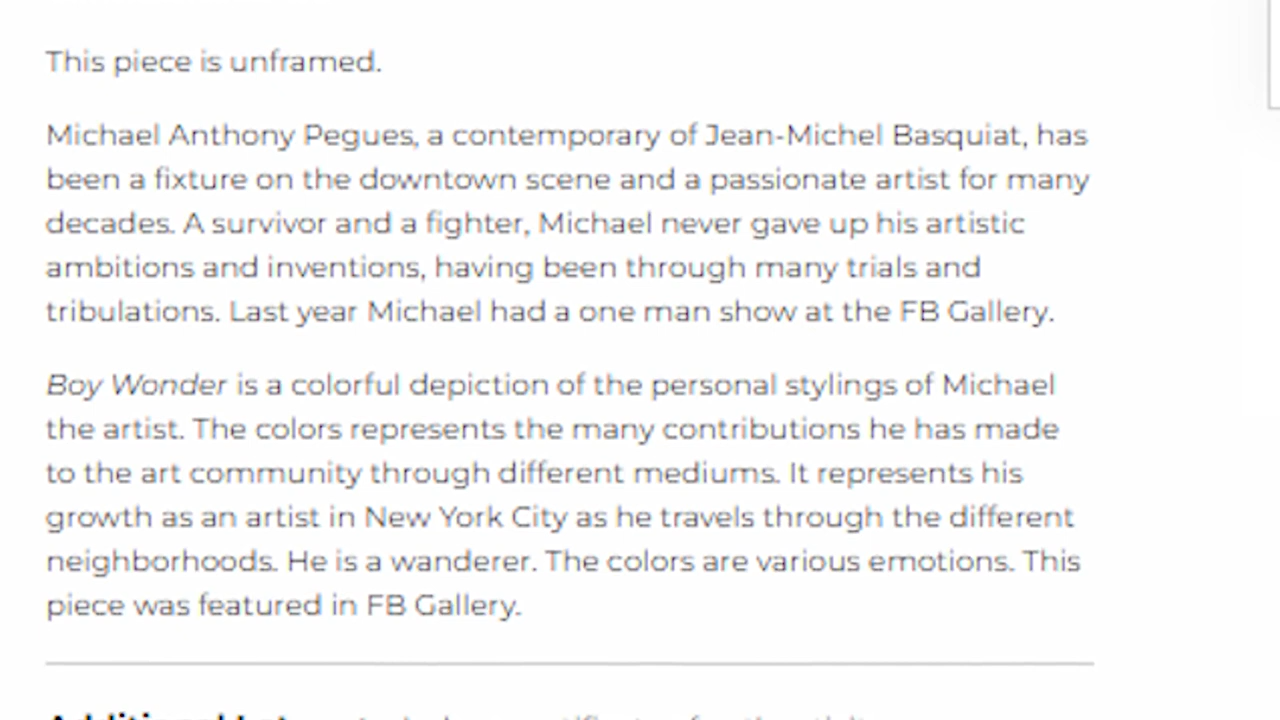 This piece is unframed.
Michael Anthony Pegues, a contemporary of Jean-Michel Basquiat, has
been a fixture on the downtown scene and a passionate artist for many
decades. A survivor and a fighter, Michael never gave up his artistic
ambitions and inventions, having been through many trials and
tribulations. Last year Michael had a one man show at the FB Gallery.
Boy Wonder is a colorful depiction of the personal stylings of Michael
the artist. The colors represents the many contributions he has made
to the art community through different mediums. It represents his
growth as an artist in New York City as he travels through the different
neighborhoods. He is a wanderer. The colors are various emotions. This
piece was featured in FB Gallery.